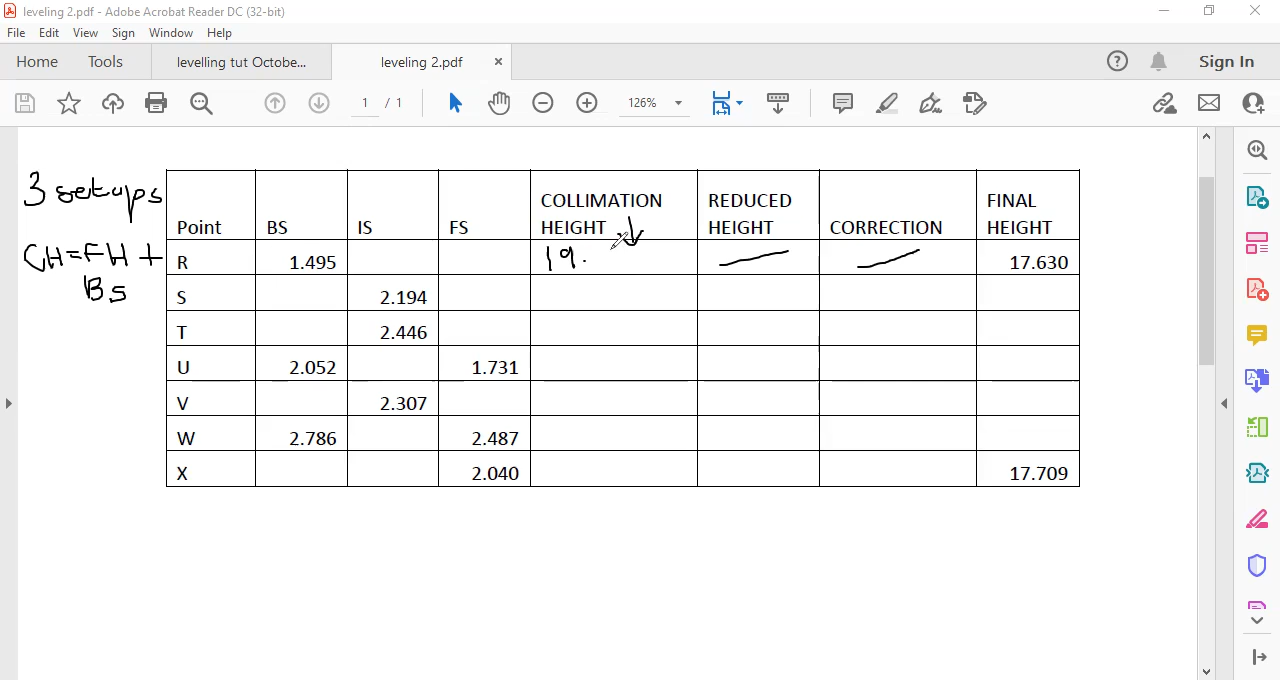 leveling 2.pdf - Adobe Acrobat Reader DC (32-bit)
File Edit View Sign Window Help
Home Tools levelling tut Octobe... leveling 2.pdf Sign In
1 / 1 126%
3 setups
Point BS IS FS COLLIMATION HEIGHT REDUCED HEIGHT CORRECTION FINAL HEIGHT
CH=FH+
BS
R 1.495 19. 17.630
S 2.194
T 2.446
U 2.052 1.731
V 2.307
W 2.786 2.487
X 2.040 17.709